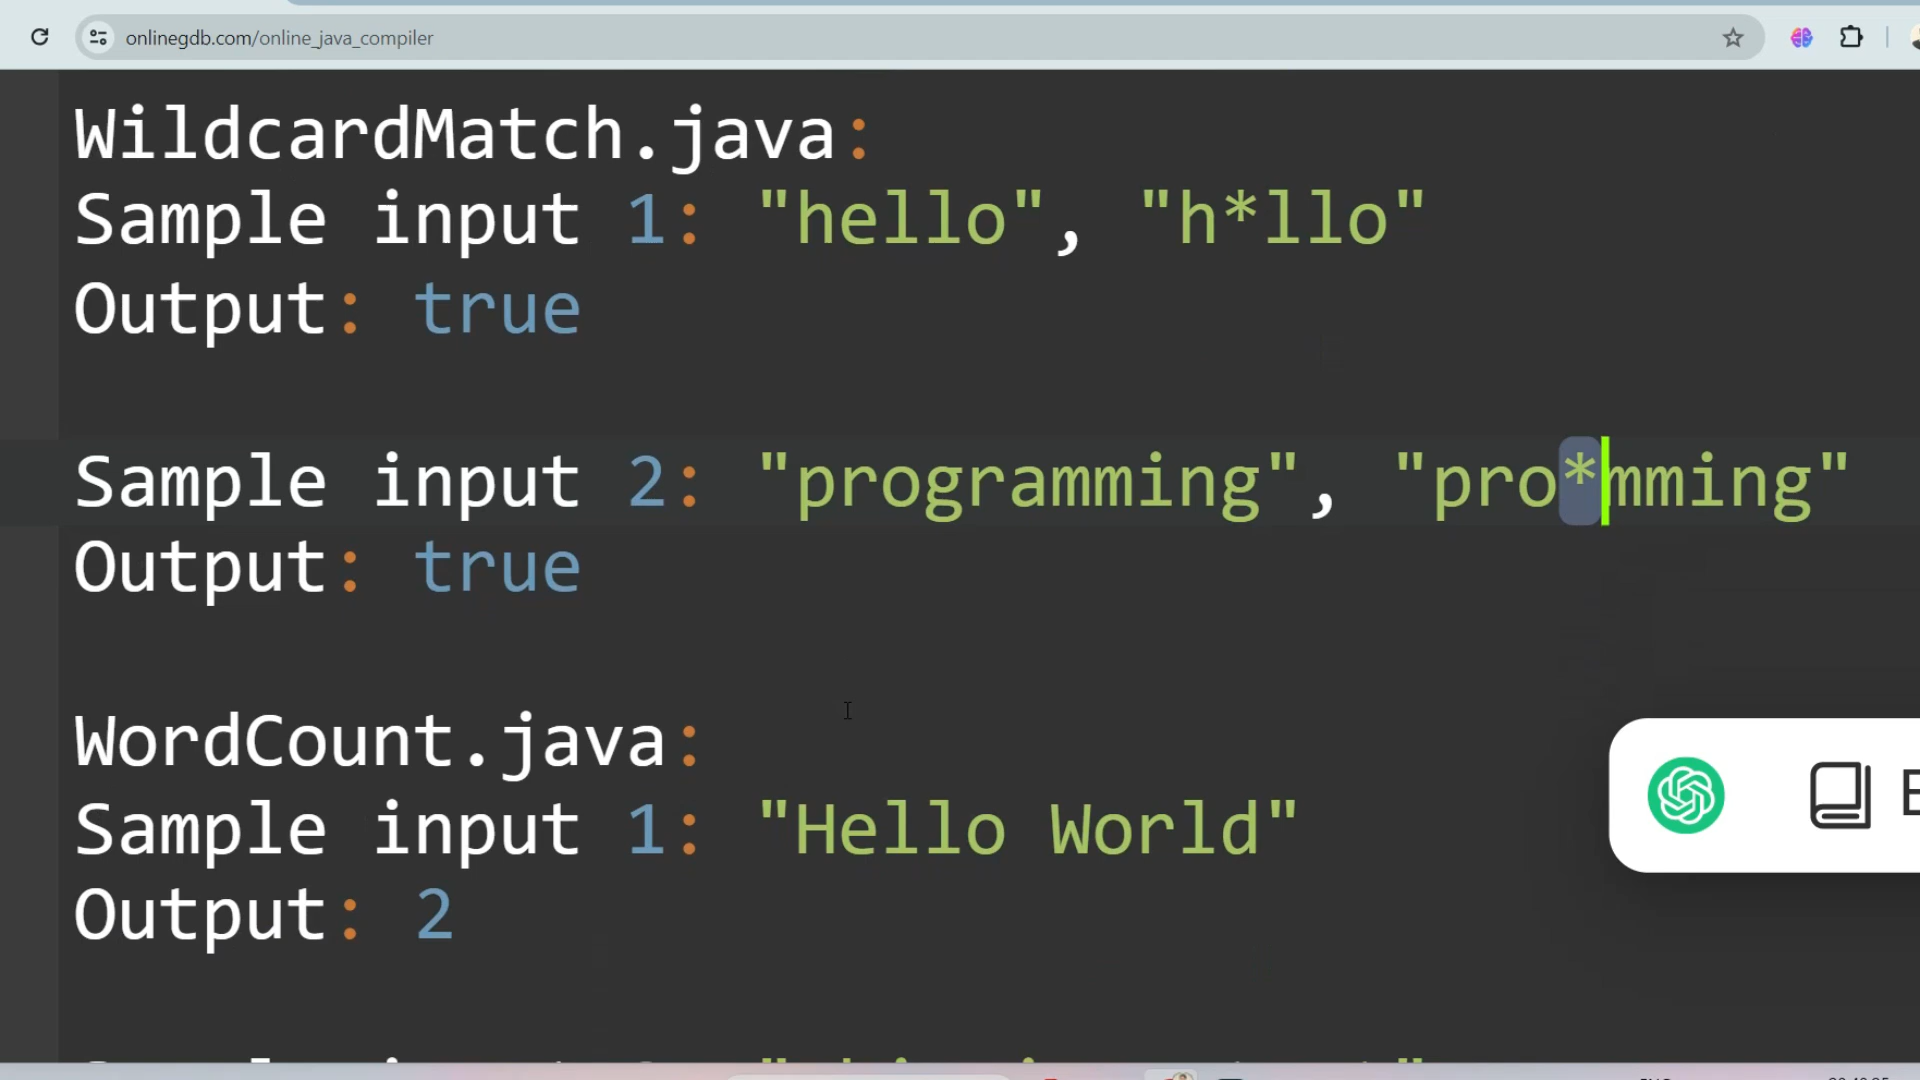 onlinegdb.com/online_java_compiler
WildcardMatch.java:
Sample input 1: "hello", "h*llo"
Output: true
Sample input 2: "programming", "pro*mming"
Output: true
WordCount.java:
Sample input 1: "Hello World"
Output: 2